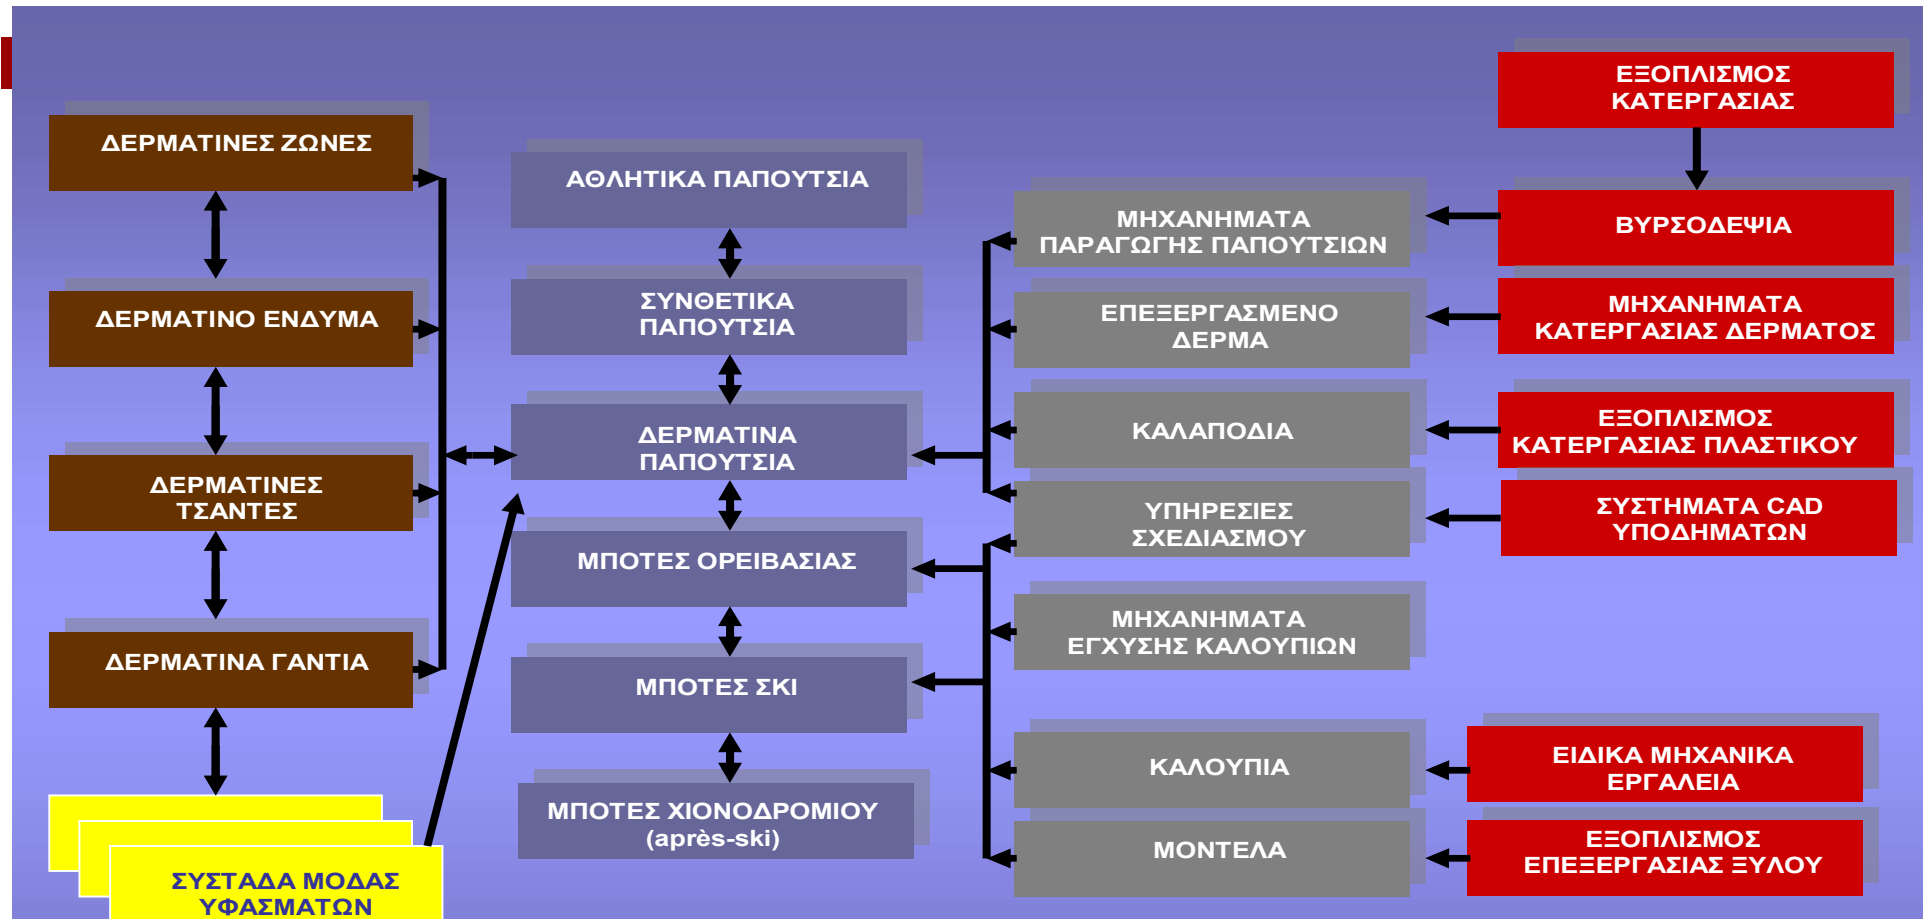 ΔΕΡΜΑΤΙΝΕΣ ΖΩΝΕΣ
ΔΕΡΜΑΤΙΝΟ ΕΝΔΥΜΑ
ΔΕΡΜΑΤΙΝΕΣ
ΤΣΑΝΤΕΣ
ΔΕΡΜΑΤΙΝΑ ΓΑΝΤΙΑ
ΣΥΣΤΑΔΑ ΜΟΔΑΣ
ΥΦΑΣΜΑΤΩΝ
ΑΘΛΗΤΙΚΑ ΠΑΠΟΥΤΣΙΑ
ΣΥΝΘΕΤΙΚΑ
ΠΑΠΟΥΤΣΙΑ
ΔΕΡΜΑΤΙΝΑ
ΠΑΠΟΥΤΣΙΑ
ΜΠΟΤΕΣ ΟΡΕΙΒΑΣΙΑΣ
ΜΠΟΤΕΣ ΣΚΙ
ΜΠΟΤΕΣ ΧΙΟΝΟΔΡΟΜΙΟΥ
(après-ski)
ΜΗΧΑΝΗΜΑΤΑ
ΠΑΡΑΓΩΓΗΣ ΠΑΠΟΥΤΣΙΩΝ
ΕΠΕΞΕΡΓΑΣΜΕΝΟ
ΔΕΡΜΑ
ΚΑΛΑΠΟΔΙΑ
ΥΠΗΡΕΣΙΕΣ
ΣΧΕΔΙΑΣΜΟΥ
ΜΗΧΑΝΗΜΑΤΑ
ΕΓΧΥΣΗΣ ΚΑΛΟΥΠΙΩΝ
ΚΑΛΟΥΠΙΑ
ΜΟΝΤΕΛΑ
ΕΞΟΠΛΙΣΜΟΣ
ΚΑΤΕΡΓΑΣΙΑΣ
ΒΥΡΣΟΔΕΨΙΑ
ΜΗΧΑΝΗΜΑΤΑ
ΚΑΤΕΡΓΑΣΙΑΣ ΔΕΡΜΑΤΟΣ
ΕΞΟΠΛΙΣΜΟΣ
ΚΑΤΕΡΓΑΣΙΑΣ ΠΛΑΣΤΙΚΟΥ
ΣΥΣΤΗΜΑΤΑ CAD
ΥΠΟΔΗΜΑΤΩΝ
ΕΙΔΙΚΑ ΜΗΧΑΝΙΚΑ
ΕΡΓΑΛΕΙΑ
ΕΞΟΠΛΙΣΜΟΣ
ΕΠΕΞΕΡΓΑΣΙΑΣ ΞΥΛΟΥ